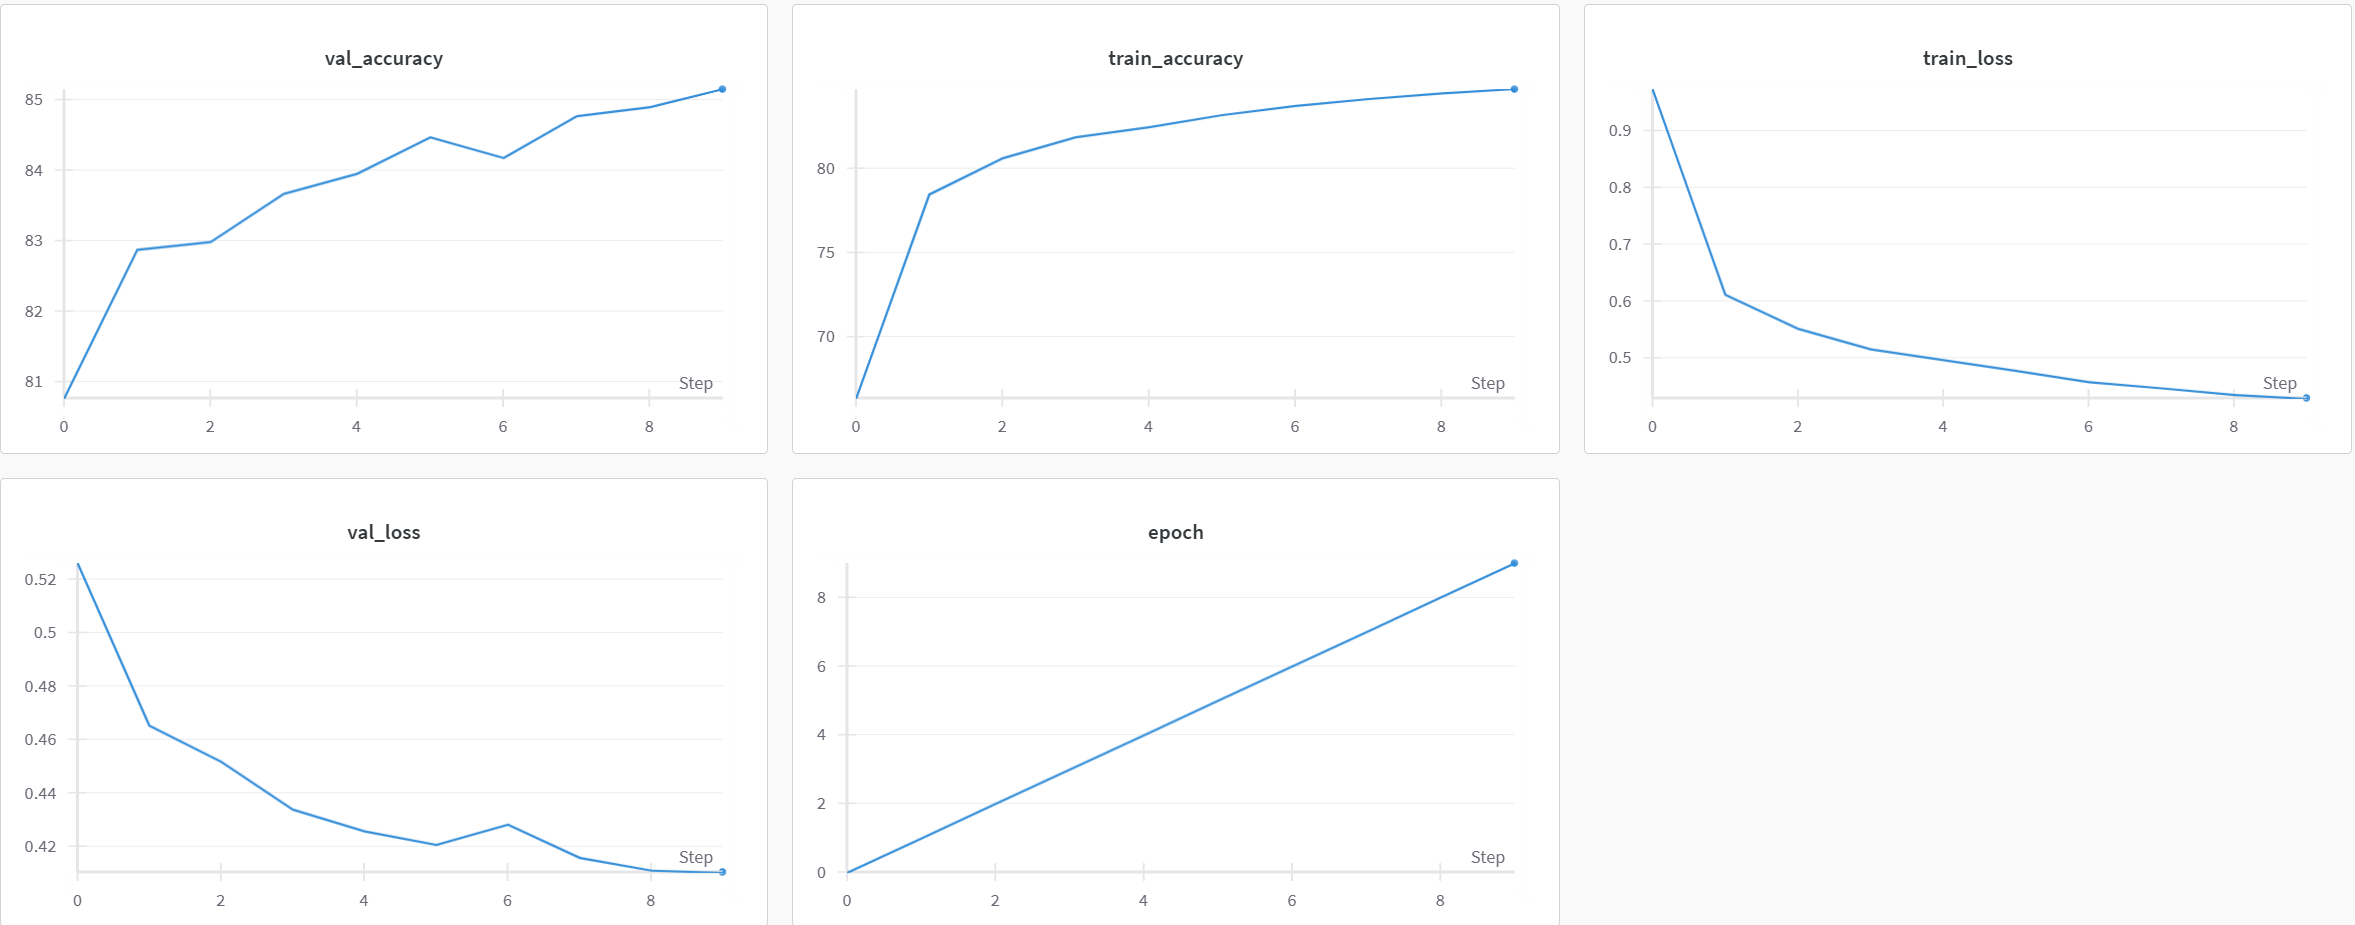 val_accuracy
85
84
83
82
81
Step
0 2 4 6 8
train_accuracy
80
75
70
Step
0 2 4 6 8
train_loss
0.9
0.8
0.7
0.6
0.5
Step
0 2 4 6 8
val_loss
0.52
0.5
0.48
0.46
0.44
0.42
Step
0 2 4 6 8
epoch
8
6
4
2
0
Step
0 2 4 6 8